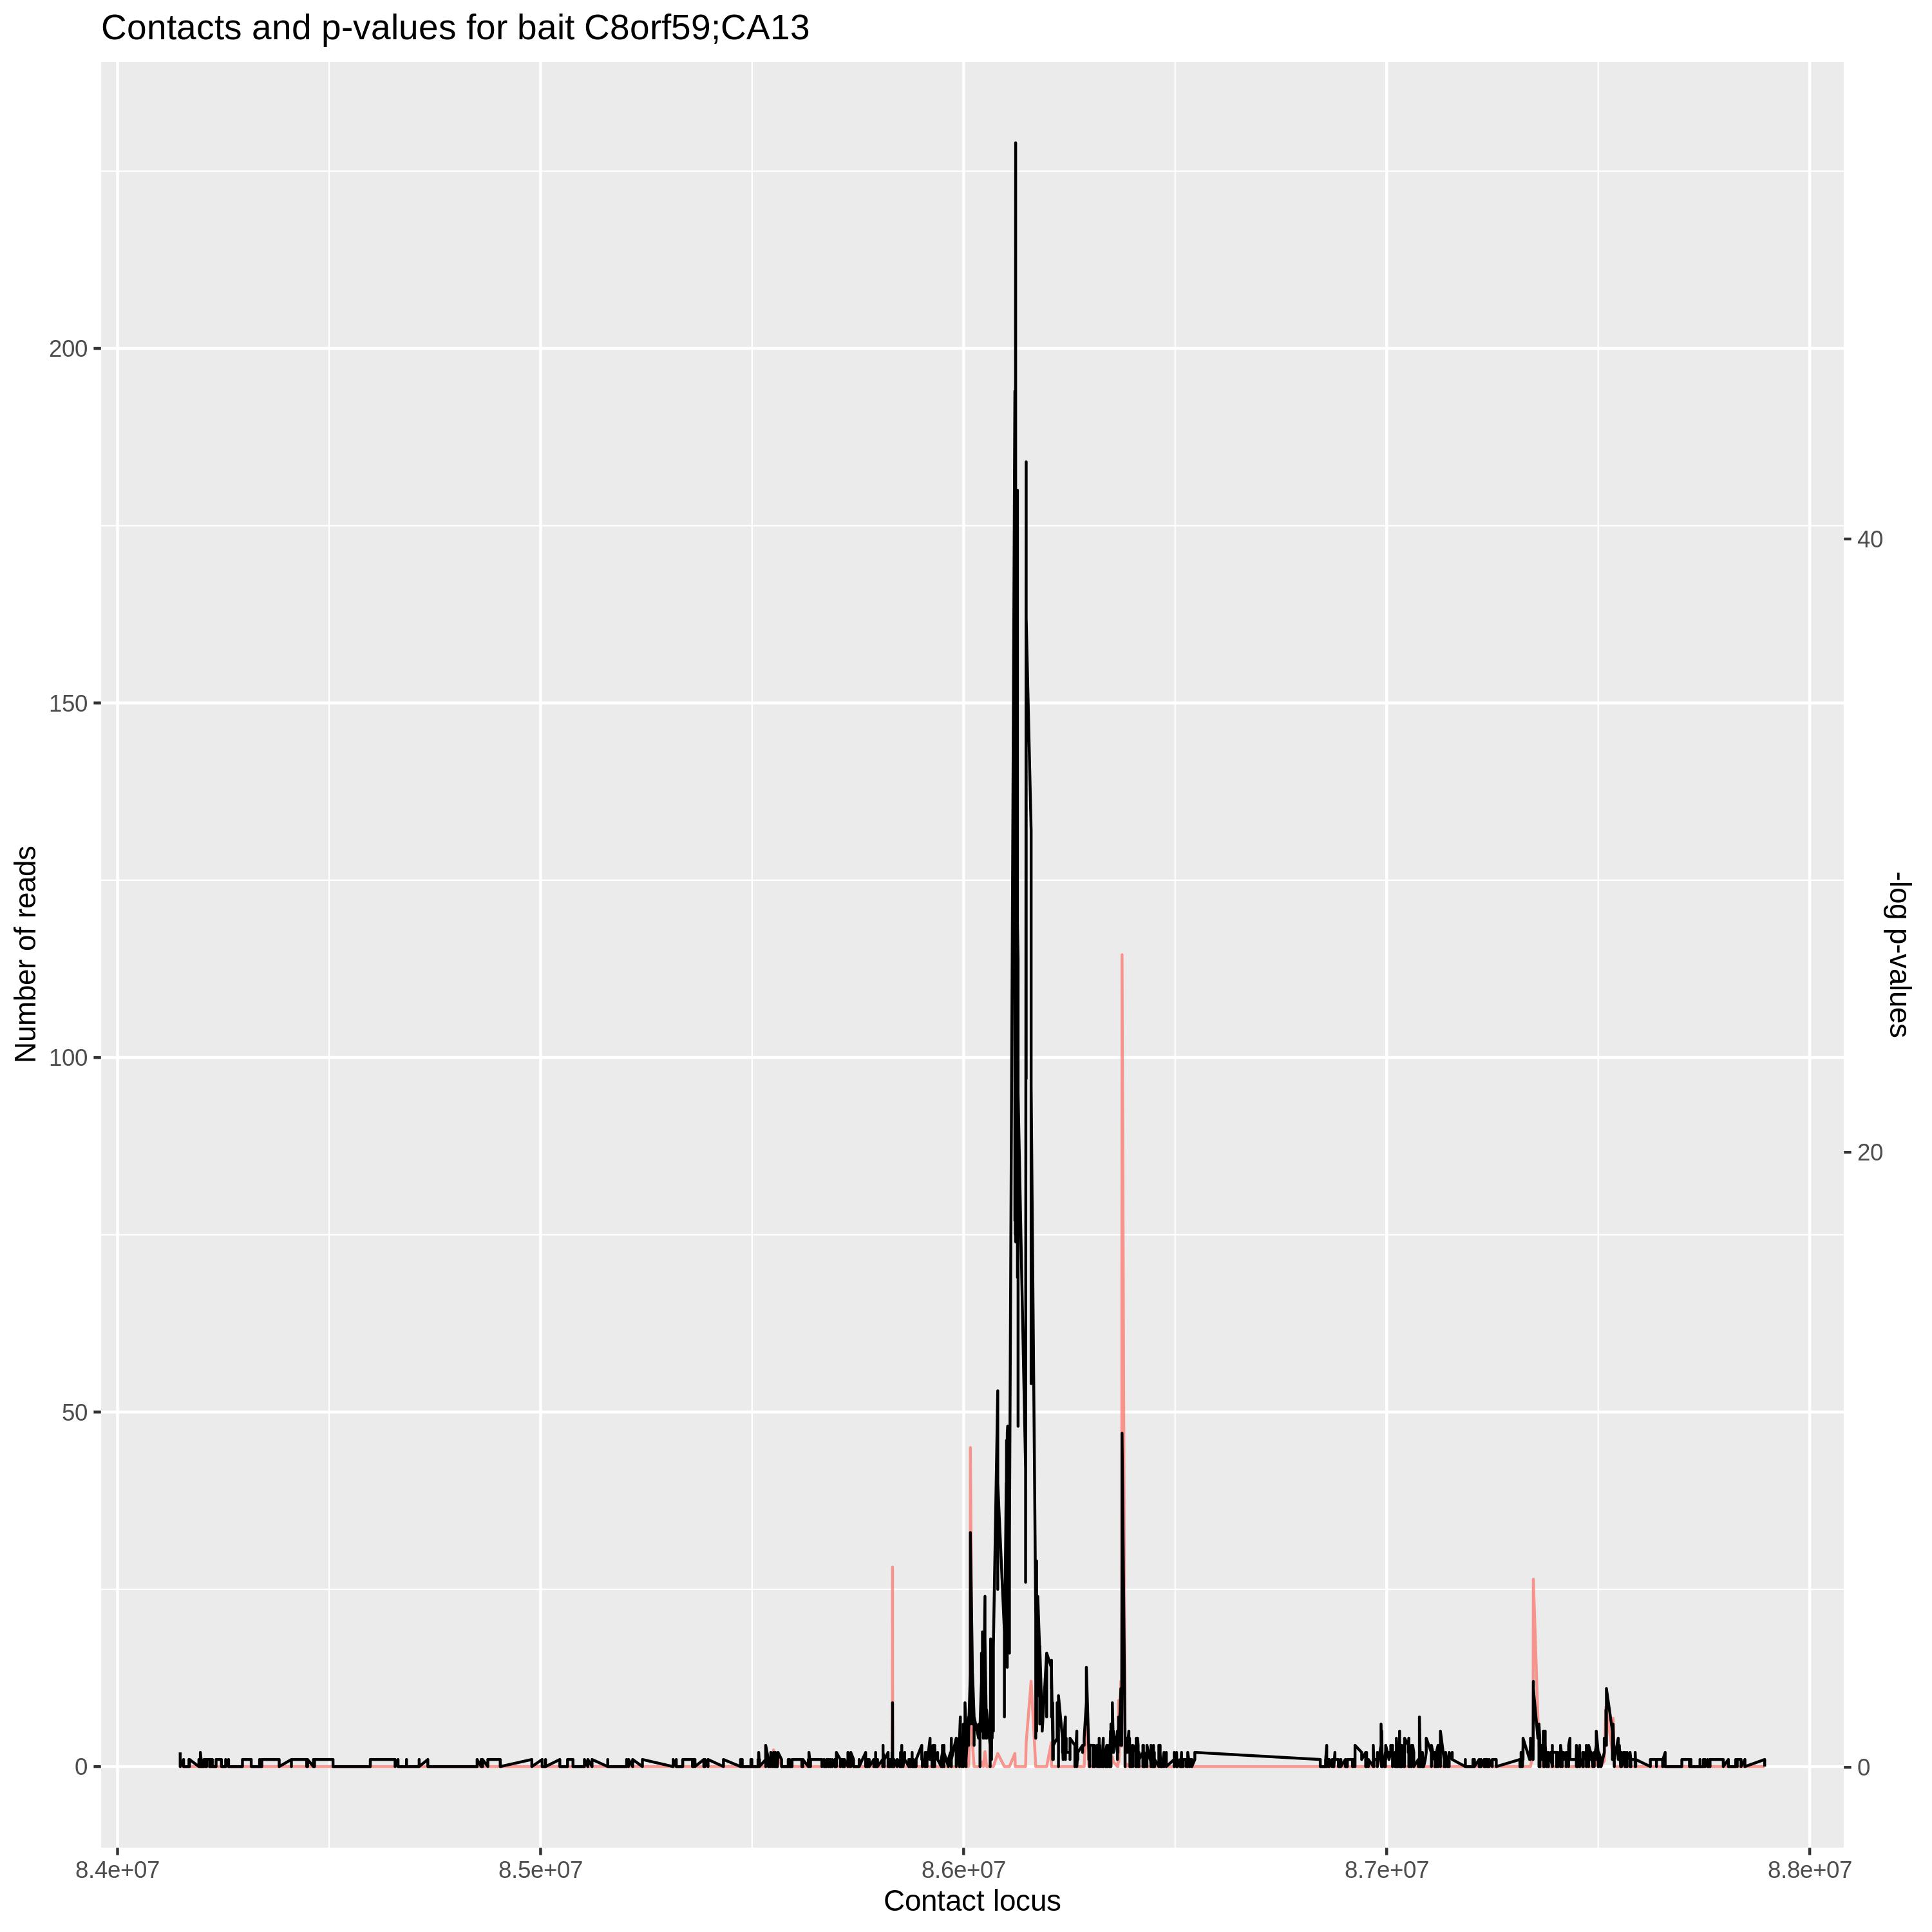 Contacts and p-values for bait C8orf59;CA13
200
150
100
50
0
Number of reads
40
20
0
-log p-values
8.4e+07 8.5e+07 8.6e+07 8.7e+07 8.8e+07
Contact locus